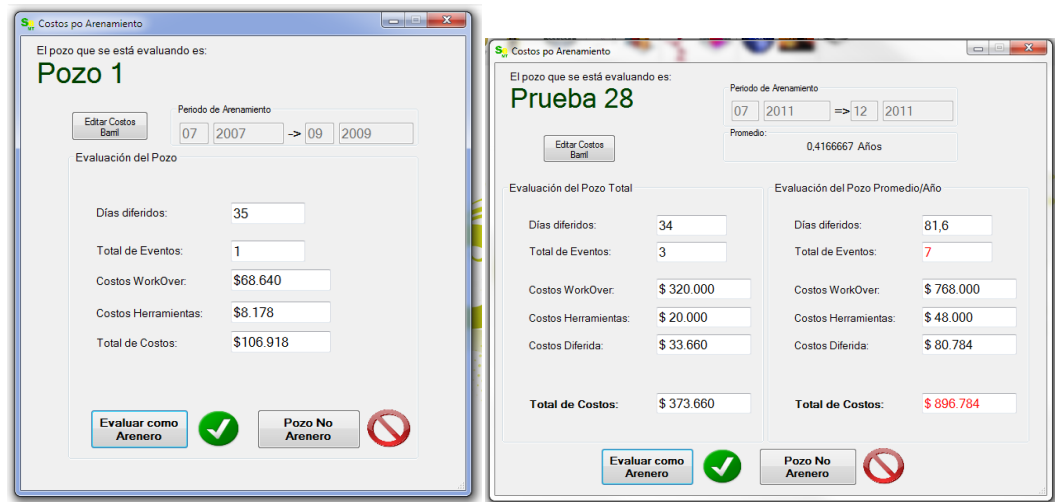 Costos po Arenamiento
El pozo que se está evaluando es:
Pozo 1
Editar Costos
Barril
Periodo de Arenamiento
07 2007 -> 09 2009
Evaluación del Pozo
Días diferidos: 35
Total de Eventos: 1
Costos WorkOver: $68.640
Costos Herramientas: $8.178
Total de Costos: $106.918
Evaluar como
Arenero
Pozo No
Arenero
Costos po Arenamiento
El pozo que se está evaluando es:
Prueba 28
Periodo de Arenamiento
07 2011 => 12 2011
Editar Costos
Barril
Promedio:
0,4166667 Años
Evaluación del Pozo Total
Días diferidos: 34
Total de Eventos: 3
Costos WorkOver: $ 320.000
Costos Herramientas: $ 20.000
Costos Diferida: $ 33.660
Total de Costos: $ 373.660
Evaluación del Pozo Promedio/Año
Días diferidos: 81,6
Total de Eventos: 7
Costos WorkOver: $ 768.000
Costos Herramientas: $ 48.000
Costos Diferida: $ 80.784
Total de Costos: $ 896.784
Evaluar como
Arenero
Pozo No
Arenero